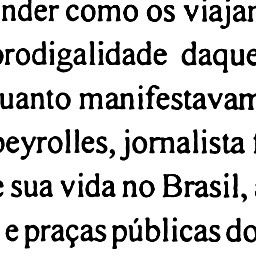 nder como os viajan
prodigalidade daque
uanto manifestavam
peyrolles, jornalista f
e sua vida no Brasil, a
e praças públicas do